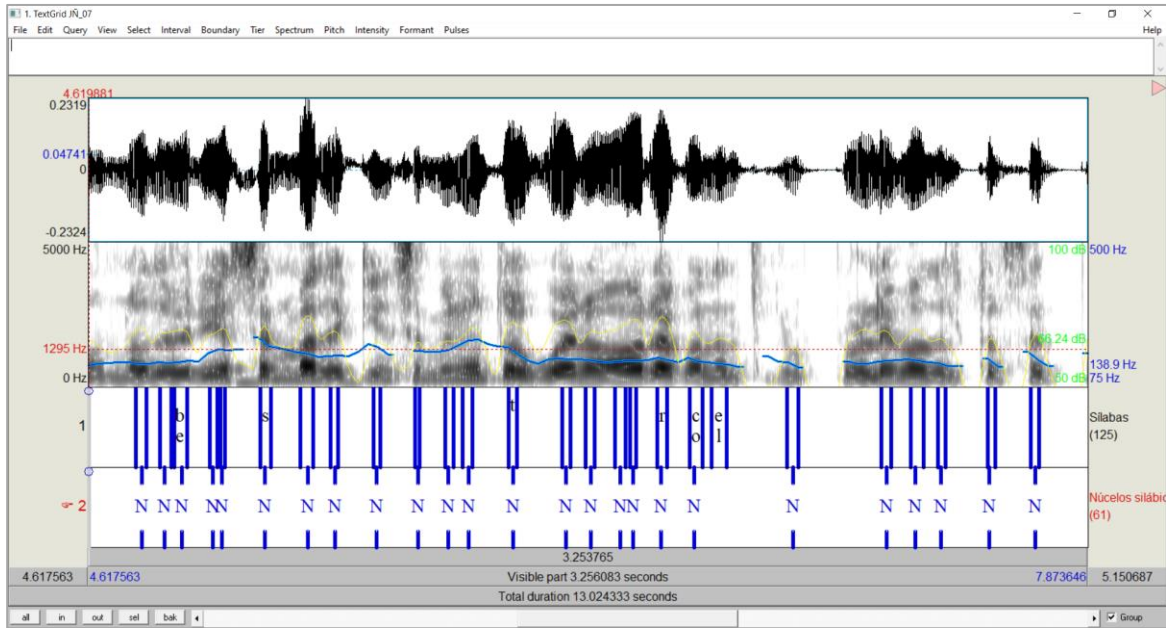 1. TextGrid JÑ_07
File Edit Query View Select Interval Boundary Tier Spectrum Pitch Intensity Formant Pulses Help
4.619881
0.2319
0.04741
0
-0.2324
5000 Hz
100 dB 500 Hz
1295 Hz
66.24 dB
138.9 Hz
0 Hz
50 dB 75 Hz
1
be s t r co el
Sílabas
(125)
2
N N N N N N N N N N N N N N N N N N N N N N N N N
Núcelos silábic
(61)
3.253765
4.617563 4.617563 Visible part 3.256083 seconds 7.873646 5.150687
Total duration 13.024333 seconds
all in out sel bak Group